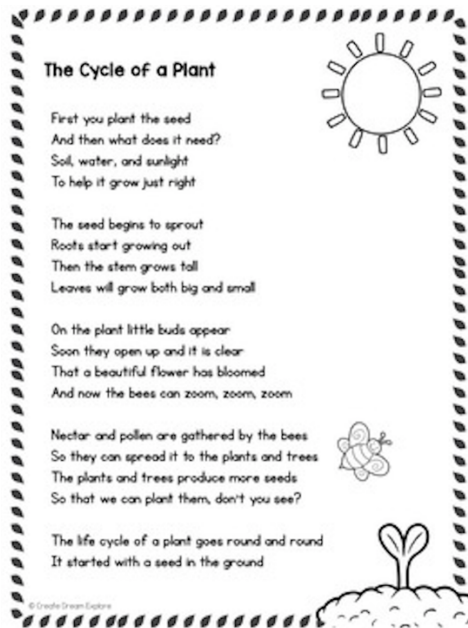 The Cycle of a Plant
First you plant the seed
And then what does it need?
Soil, water, and sunlight
To help it grow just right
The seed begins to sprout
Roots start growing out
Then the stem grows tall
Leaves will grow both big and small
On the plant little buds appear
Soon they open up and it is clear
That a beautiful flower has bloomed
And now the bees can zoom, zoom, zoom
Nectar and pollen are gathered by the bees
So they can spread it to the plants and trees
The plants and trees produce more seeds
So that we can plant them, don't you see?
The life cycle of a plant goes round and round
It started with a seed in the ground
© Create Dream Explore